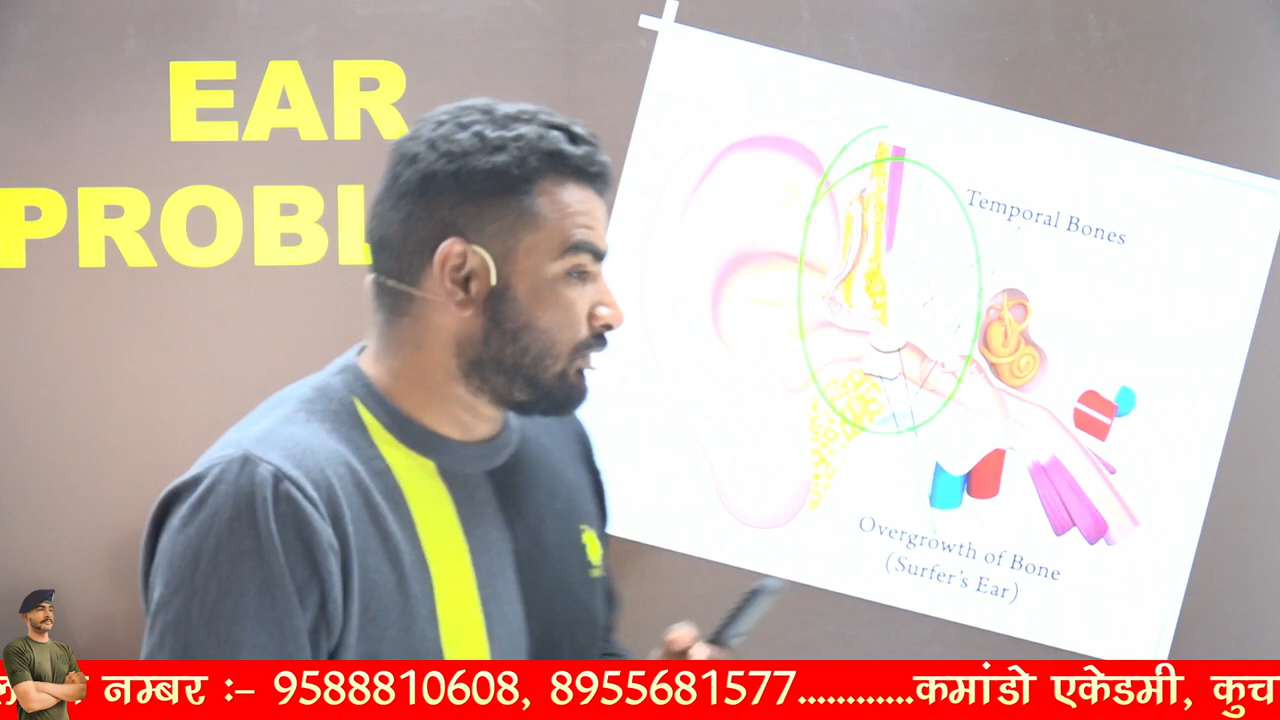 EAR
PROBL
Temporal Bones
Overgrowth of Bone
(Surfer's Ear)
नम्बर :- 9588810608, 8955681577............कमांडो एकेडमी, कुच